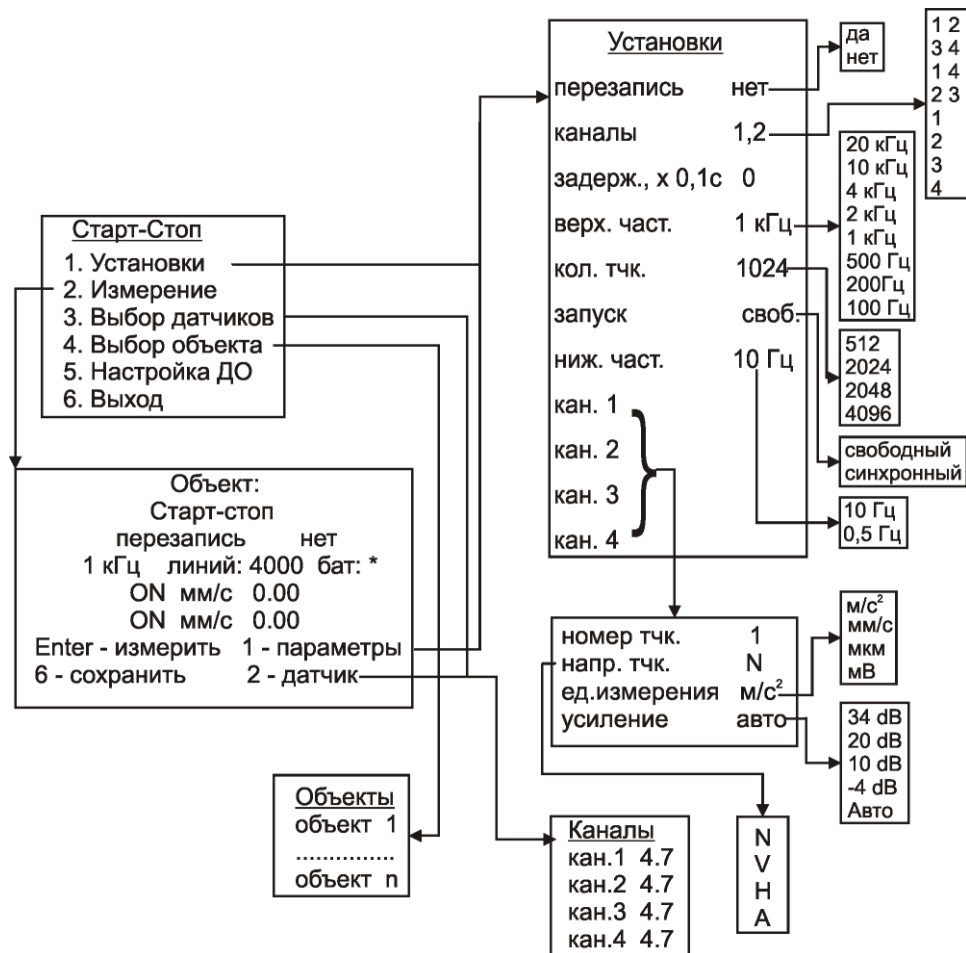 Старт-Стоп
1. Установки
2. Измерение
3. Выбор датчиков
4. Выбор объекта
5. Настройка ДО
6. Выход
Объект:
Старт-стоп
перезапись нет
1 кГц линий: 4000 бат: *
ON мм/с 0.00
ON мм/с 0.00
Enter - измерить 1 - параметры
6 - сохранить 2 - датчик
Объекты
объект 1
...............
объект n
Установки
перезапись нет
каналы 1,2
задерж., х 0,1с 0
верх. част. 1 кГц
кол. тчк. 1024
запуск своб.
ниж. част. 10 Гц
кан. 1
кан. 2
кан. 3
кан. 4
да
нет
1 2
3 4
1 4
2 3
1
2
3
4
20 кГц
10 кГц
4 кГц
2 кГц
1 кГц
500 Гц
200Гц
100 Гц
512
2024
2048
4096
свободный
синхронный
10 Гц
0,5 Гц
номер тчк. 1
напр. тчк. N
ед.измерения м/с²
усиление авто
м/с²
мм/с
мкм
мВ
34 dB
20 dB
10 dB
-4 dB
Авто
N
V
H
A
Каналы
кан.1 4.7
кан.2 4.7
кан.3 4.7
кан.4 4.7